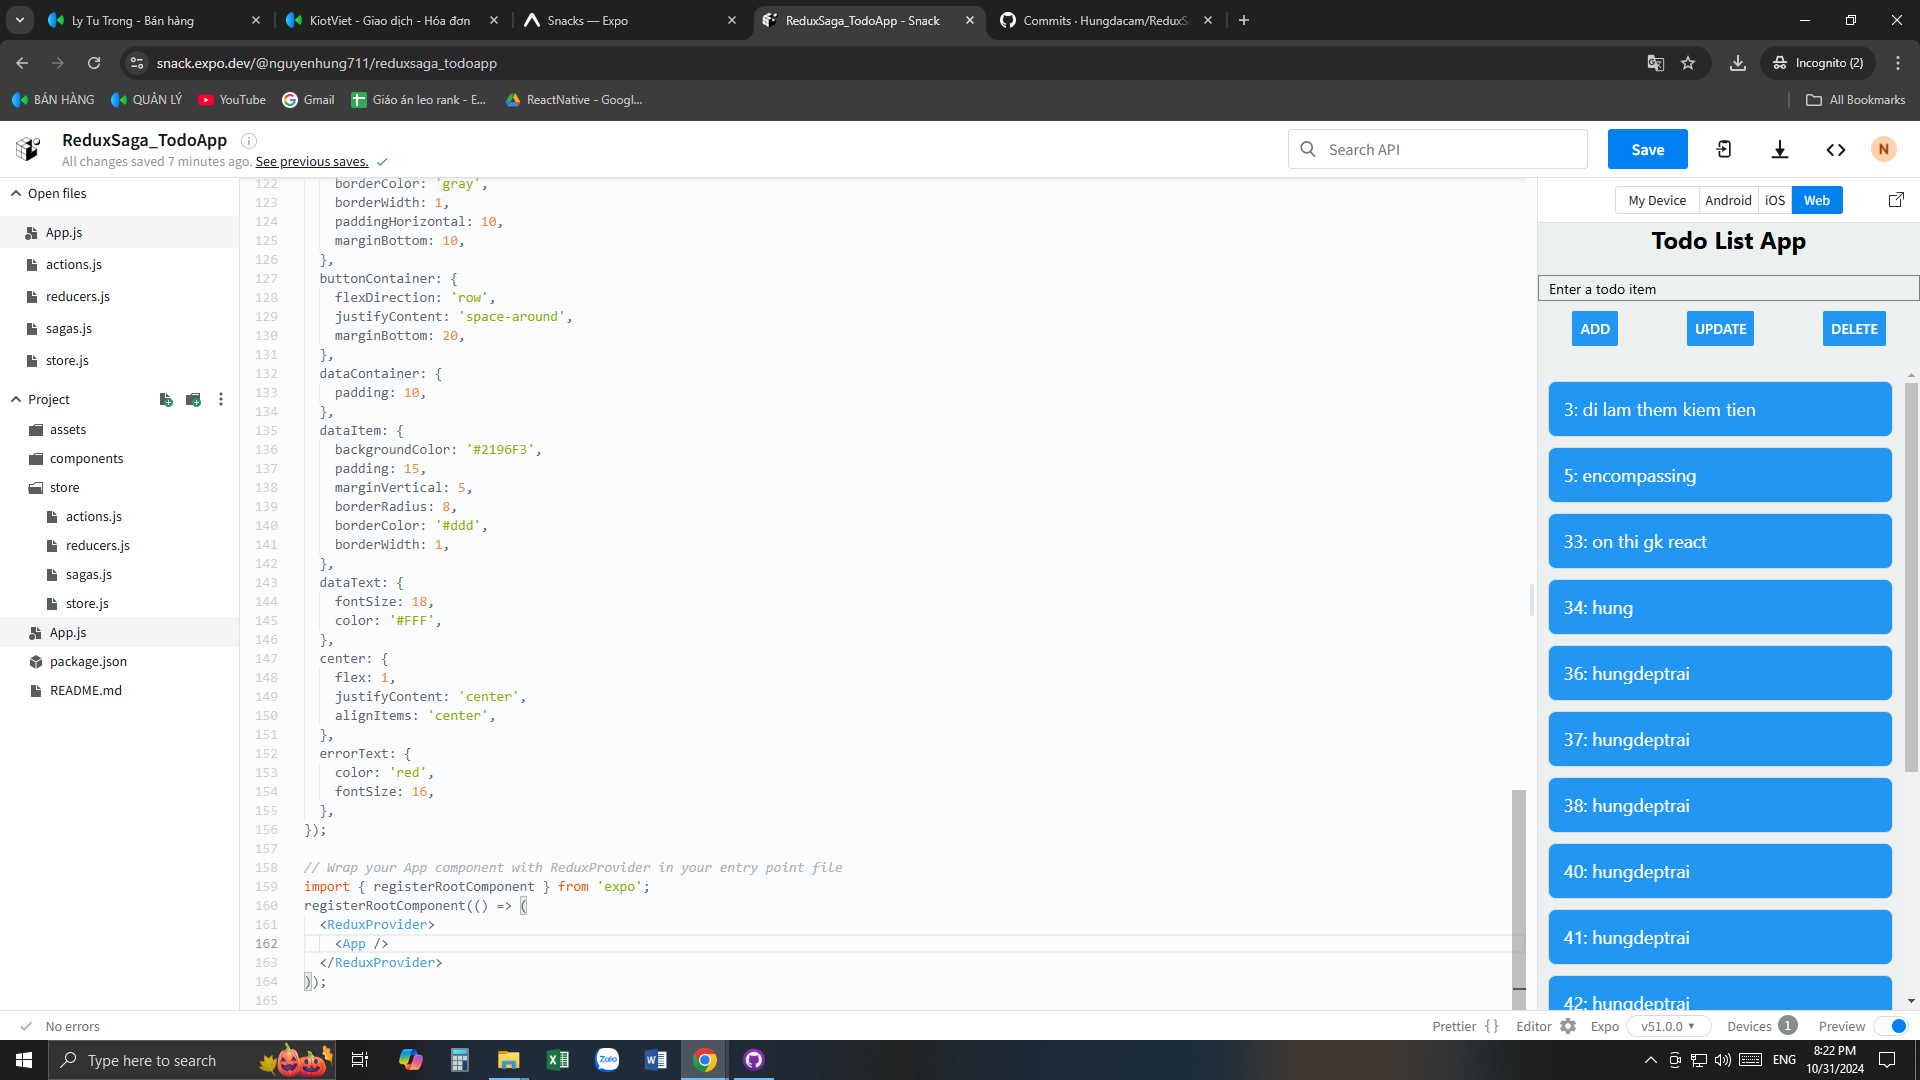 Ly Tu Trong - Bán hàng
KiotViet - Giao dịch - Hóa đơn
Snacks — Expo
ReduxSaga_TodoApp - Snack
Commits · Hungdacam/ReduxS
snack.expo.dev/@nguyenhung711/reduxsaga_todoapp
Incognito (2)
BÁN HÀNG
QUẢN LÝ
YouTube
Gmail
Giáo án leo rank - E...
ReactNative - Googl...
All Bookmarks
ReduxSaga_TodoApp
All changes saved 7 minutes ago. See previous saves.
Search API
Save
N
Open files
App.js
actions.js
reducers.js
sagas.js
store.js
Project
assets
components
store
actions.js
reducers.js
sagas.js
store.js
App.js
package.json
README.md
122 borderColor: 'gray',
123 borderWidth: 1,
124 paddingHorizontal: 10,
125 marginBottom: 10,
126 },
127 buttonContainer: {
128 flexDirection: 'row',
129 justifyContent: 'space-around',
130 marginBottom: 20,
131 },
132 dataContainer: {
133 padding: 10,
134 },
135 dataItem: {
136 backgroundColor: '#2196F3',
137 padding: 15,
138 marginVertical: 5,
139 borderRadius: 8,
140 borderColor: '#ddd',
141 borderWidth: 1,
142 },
143 dataText: {
144 fontSize: 18,
145 color: '#FFF',
146 },
147 center: {
148 flex: 1,
149 justifyContent: 'center',
150 alignItems: 'center',
151 },
152 errorText: {
153 color: 'red',
154 fontSize: 16,
155 },
156 });
157
158 // Wrap your App component with ReduxProvider in your entry point file
159 import { registerRootComponent } from 'expo';
160 registerRootComponent(() => (
161 <ReduxProvider>
162 <App />
163 </ReduxProvider>
164 ));
165
My Device
Android
iOS
Web
Todo List App
Enter a todo item
ADD
UPDATE
DELETE
3: di lam them kiem tien
5: encompassing
33: on thi gk react
34: hung
36: hungdeptrai
37: hungdeptrai
38: hungdeptrai
40: hungdeptrai
41: hungdeptrai
42: hungdeptrai
No errors
Prettier {}
Editor
Expo
v51.0.0
Devices 1
Preview
Type here to search
Zalo
ENG
8:22 PM
10/31/2024